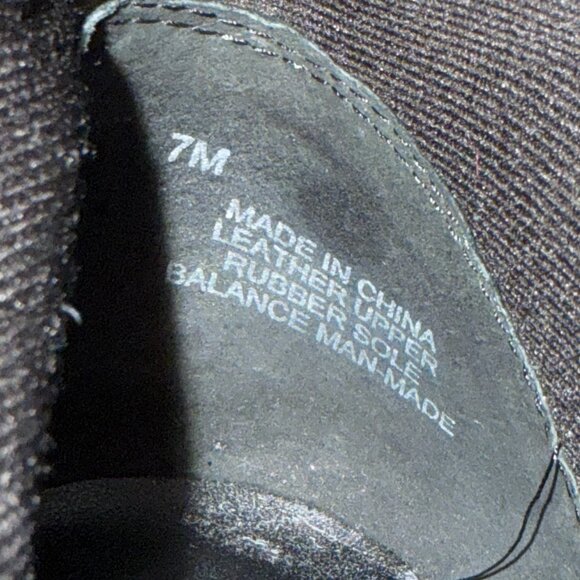 7M
MADE IN CHINA
LEATHER UPPER
RUBBER SOLE
BALANCE MAN-MADE